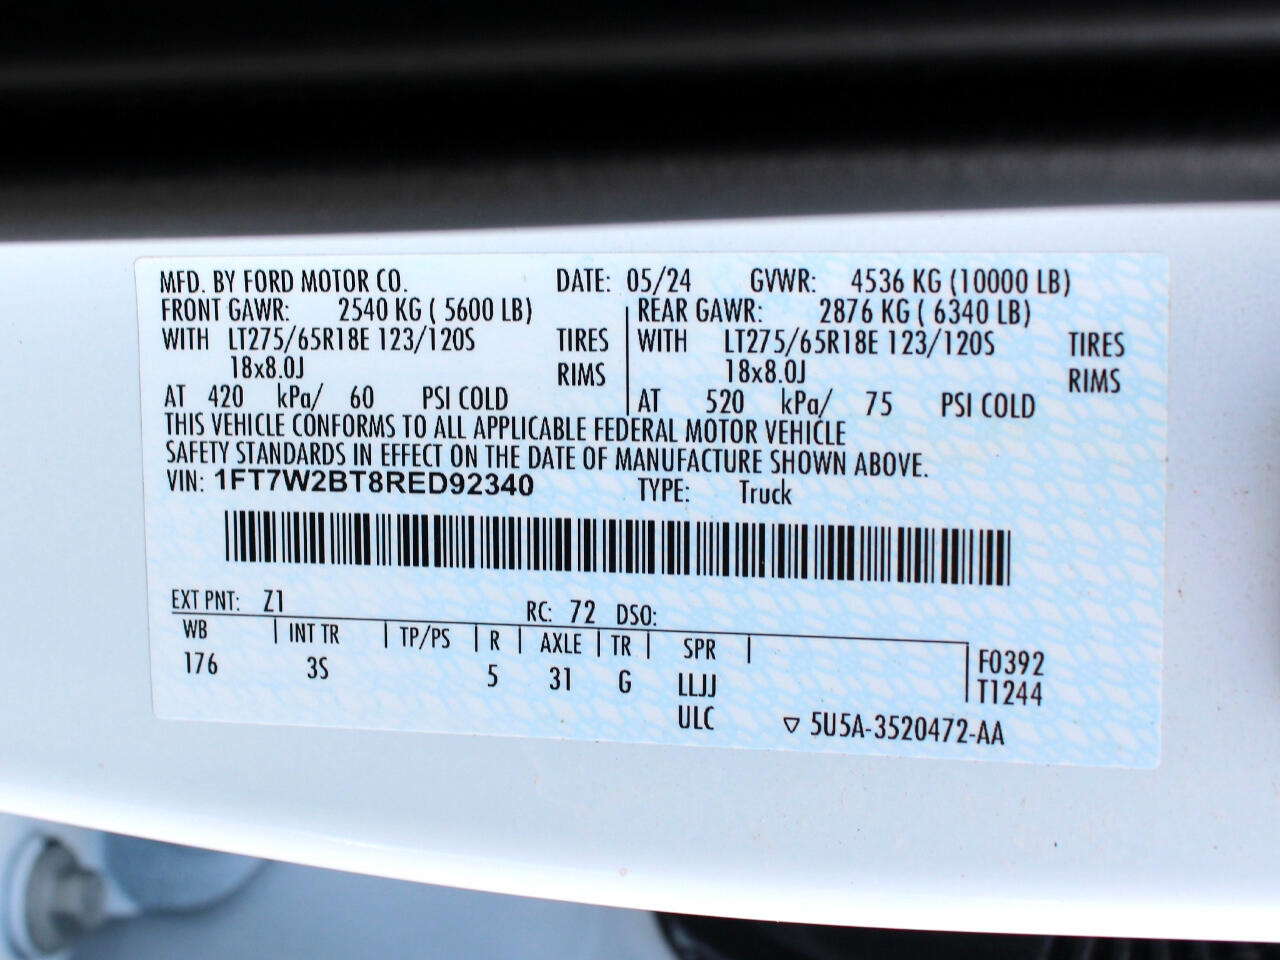 MFD. BY FORD MOTOR CO. DATE: 05/24 GVWR: 4536 KG (10000 LB)
FRONT GAWR: 2540 KG ( 5600 LB) REAR GAWR: 2876 KG ( 6340 LB)
WITH LT275/65R18E 123/120S TIRES WITH LT275/65R18E 123/120S TIRES
18x8.0J RIMS 18x8.0J RIMS
AT 420 kPa/ 60 PSI COLD AT 520 kPa/ 75 PSI COLD
THIS VEHICLE CONFORMS TO ALL APPLICABLE FEDERAL MOTOR VEHICLE
SAFETY STANDARDS IN EFFECT ON THE DATE OF MANUFACTURE SHOWN ABOVE.
VIN: 1FT7W2BT8RED92340 TYPE: Truck
EXT PNT: Z1 RC: 72 DSO:
WB INT TR TP/PS R AXLE TR SPR
176 3S 5 31 G LLJJ F0392
T1244
ULC ▽ 5U5A-3520472-AA